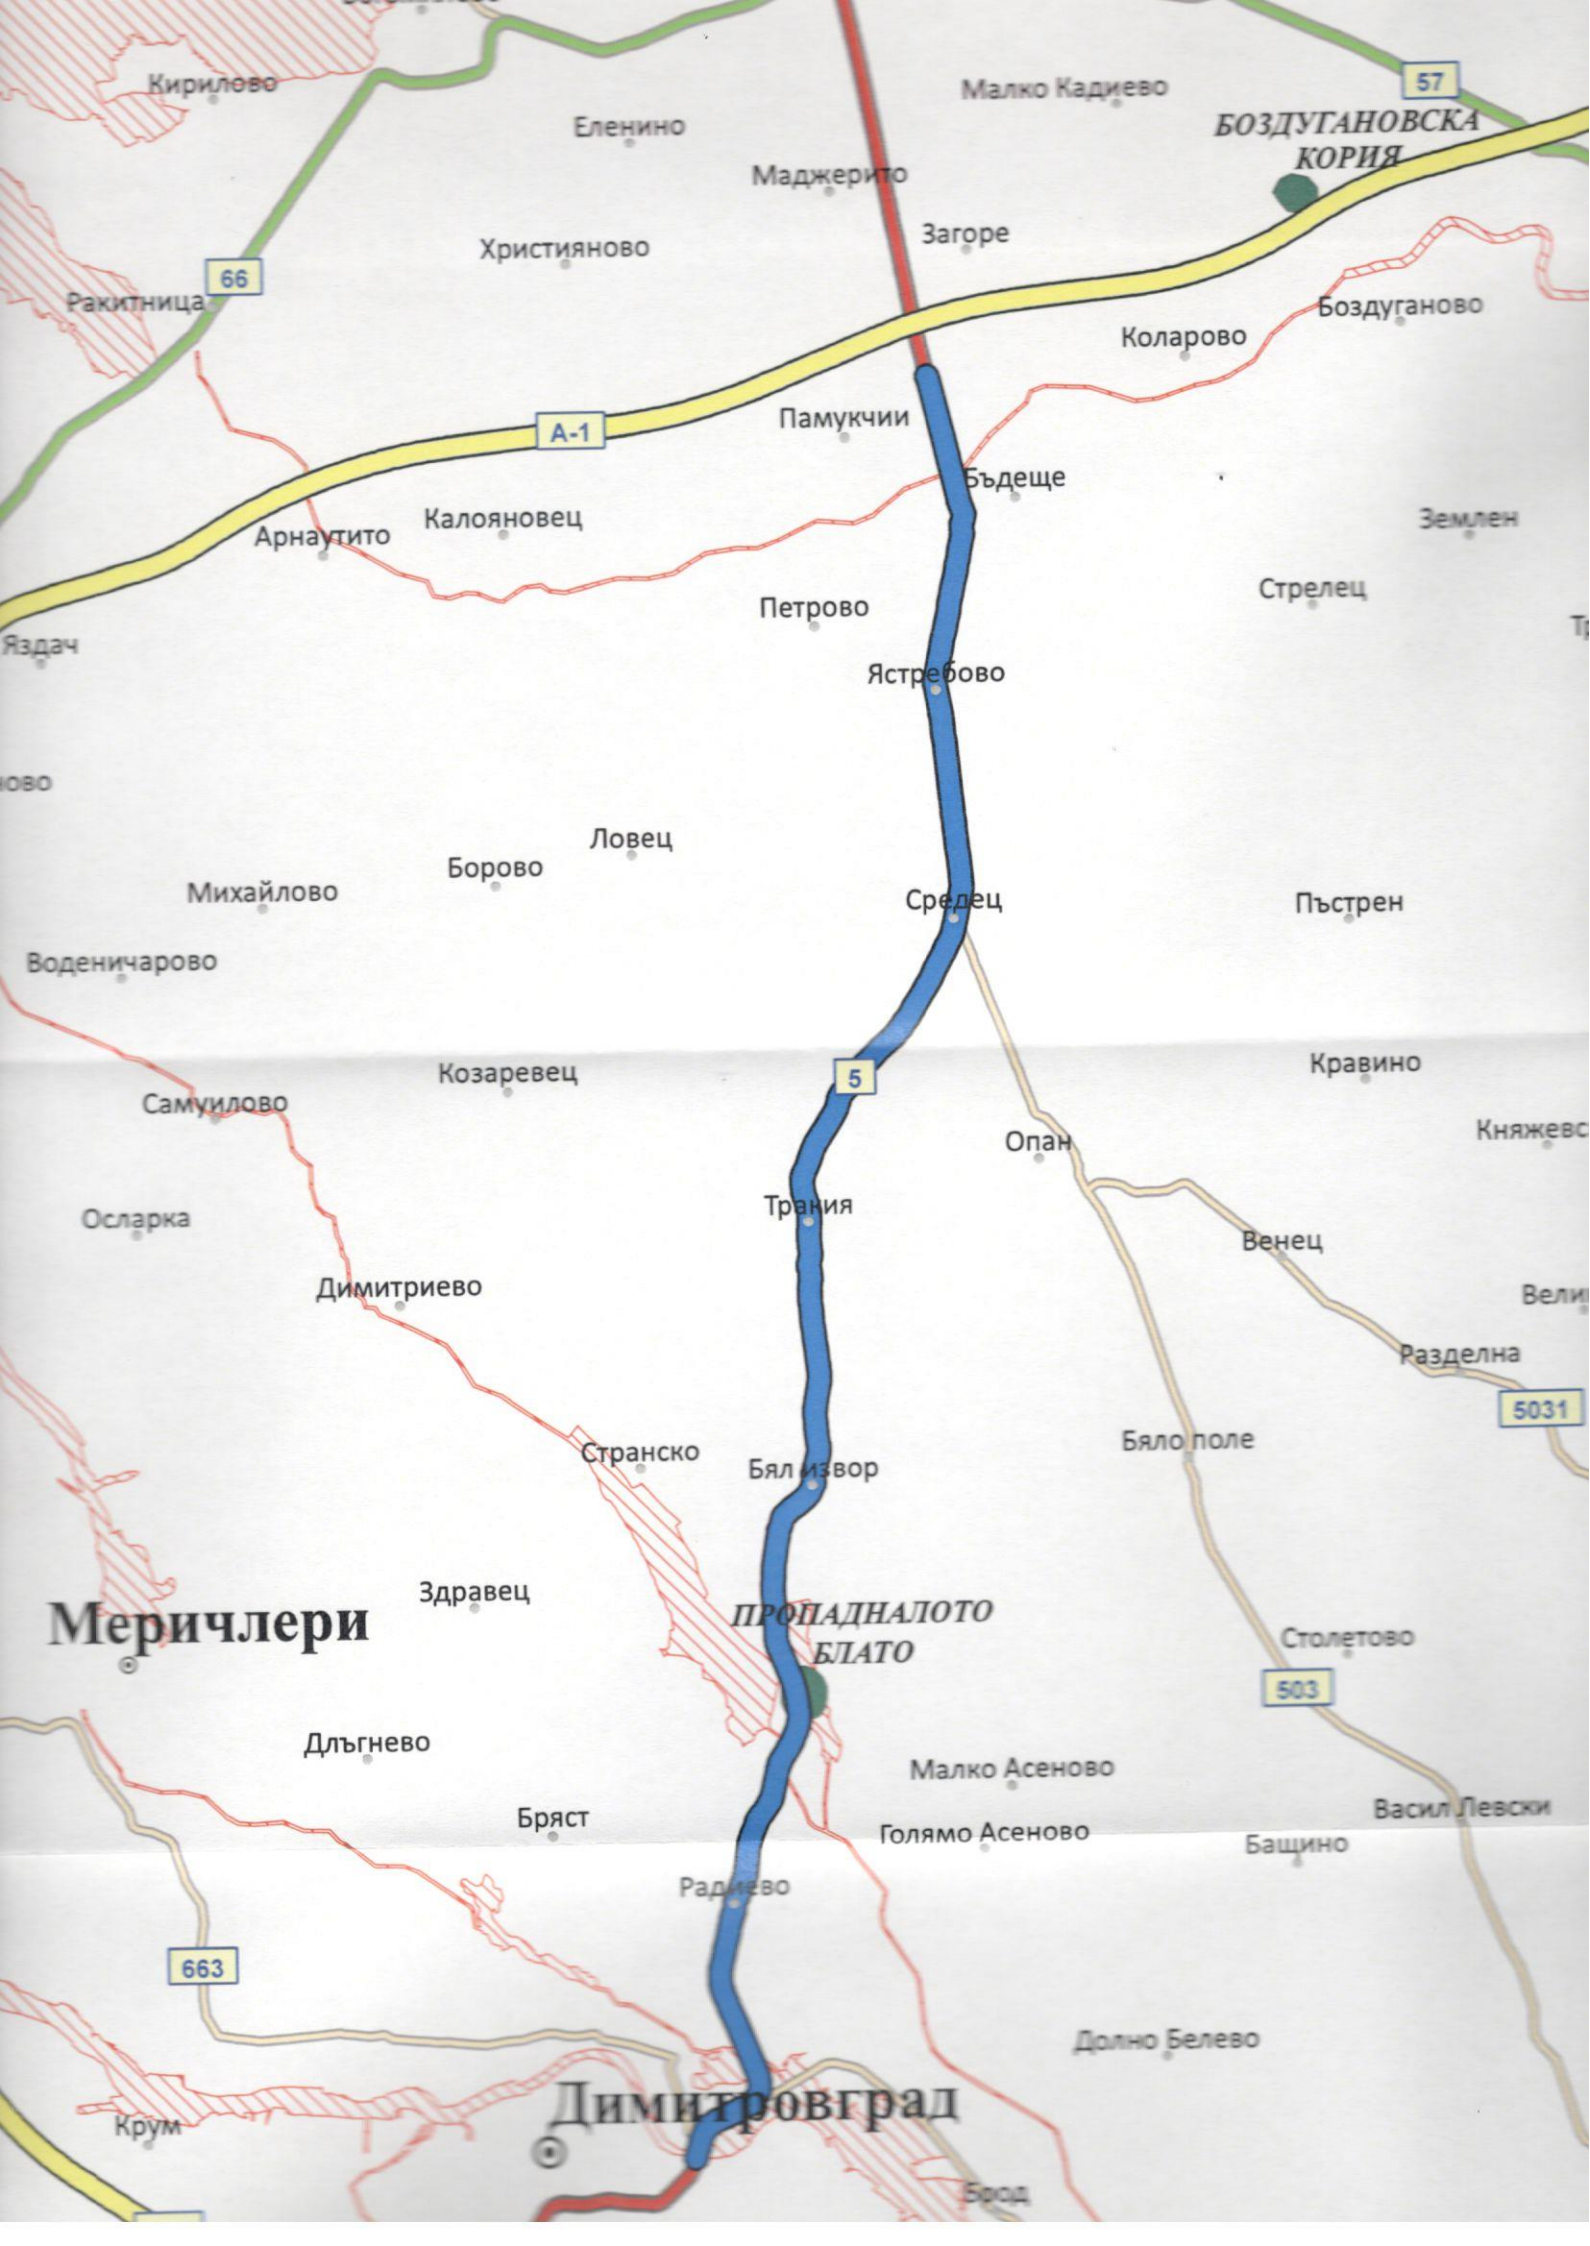 Кирилово
57
Малко Кадиево
БОЗДУГАНОВСКА
КОРИЯ
Еленино
Маджерито
Загоре
Християново
66
Ракитница
Боздуганово
Коларово
Памукчии
А-1
Бъдеще
Калояновец
Землен
Арнаутито
Стрелец
Петрово
Яздач
Ястребово
Ловец
Борово
Михайлово
Средец
Пъстрен
Воденичарово
Кравино
Козаревец
5
Самуилово
Опан
Тракия
Осларка
Венец
Димитриево
Разделна
5031
Бяло поле
Странско
Бял извор
Здравец
ПРОПАДНАЛОТО
БЛАТО
Меричлери
Столетово
503
Длъгнево
Малко Асеново
Васил Левски
Бряст
Голямо Асеново
Бащино
Радиево
663
Долно Белево
Димитровград
Крум
Брод